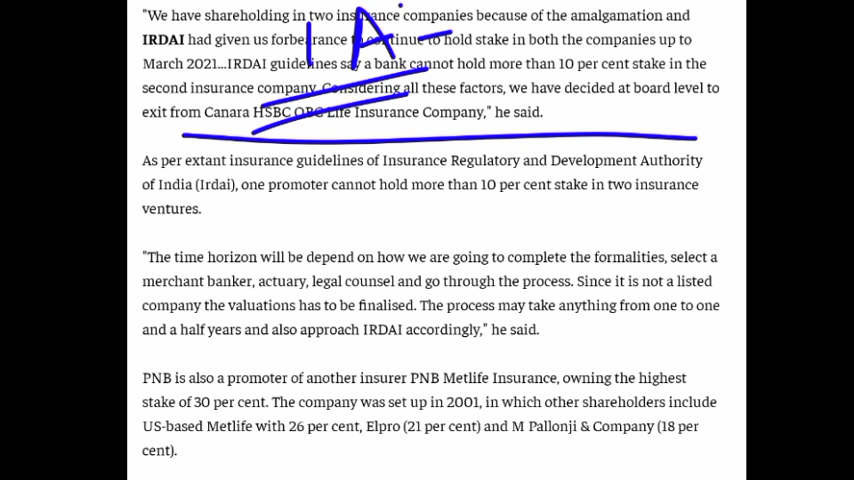 "We have shareholding in two insurance companies because of the amalgamation and
IRDAI had given us forbearance to continue to hold stake in both the companies up to
March 2021...IRDAI guidelines say a bank cannot hold more than 10 per cent stake in the
second insurance company. Considering all these factors, we have decided at board level to
exit from Canara HSBC OBC Life Insurance Company," he said.
As per extant insurance guidelines of Insurance Regulatory and Development Authority
of India (Irdai), one promoter cannot hold more than 10 per cent stake in two insurance
ventures.
"The time horizon will be depend on how we are going to complete the formalities, select a
merchant banker, actuary, legal counsel and go through the process. Since it is not a listed
company the valuations has to be finalised. The process may take anything from one to one
and a half years and also approach IRDAI accordingly," he said.
PNB is also a promoter of another insurer PNB Metlife Insurance, owning the highest
stake of 30 per cent. The company was set up in 2001, in which other shareholders include
US-based Metlife with 26 per cent, Elpro (21 per cent) and M Pallonji & Company (18 per
cent).